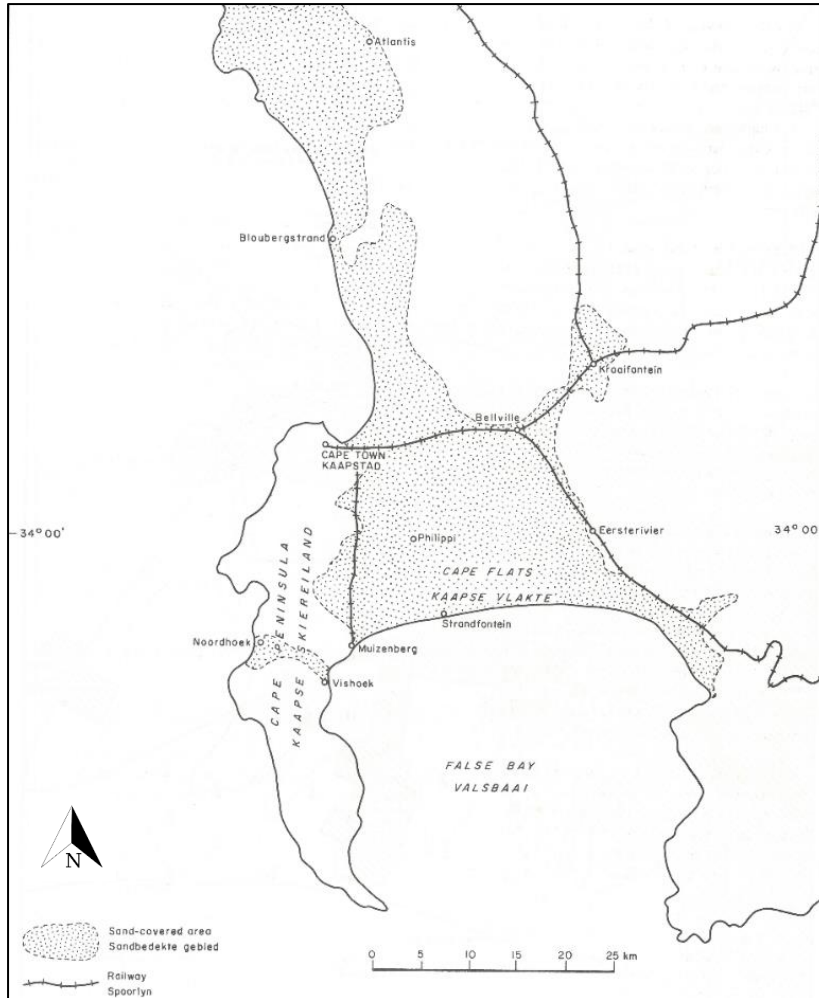 Atlantis
Bloubergstrand
Kraaifontein
Bellville
CAPE TOWN
KAAPSTAD
34°00'
Eersterivier
34°00'
Philippi
CAPE FLATS
KAAPSE VLAKTE
CAPE PENINSULA
KAAPSE SKIEREILAND
Strandfontein
Noordhoek
Muizenberg
Vishoek
FALSE BAY
VALSBAAI
N
Sand-covered area
Sandbedekte gebied
Railway
Spoorlyn
0 5 10 15 20 25 km